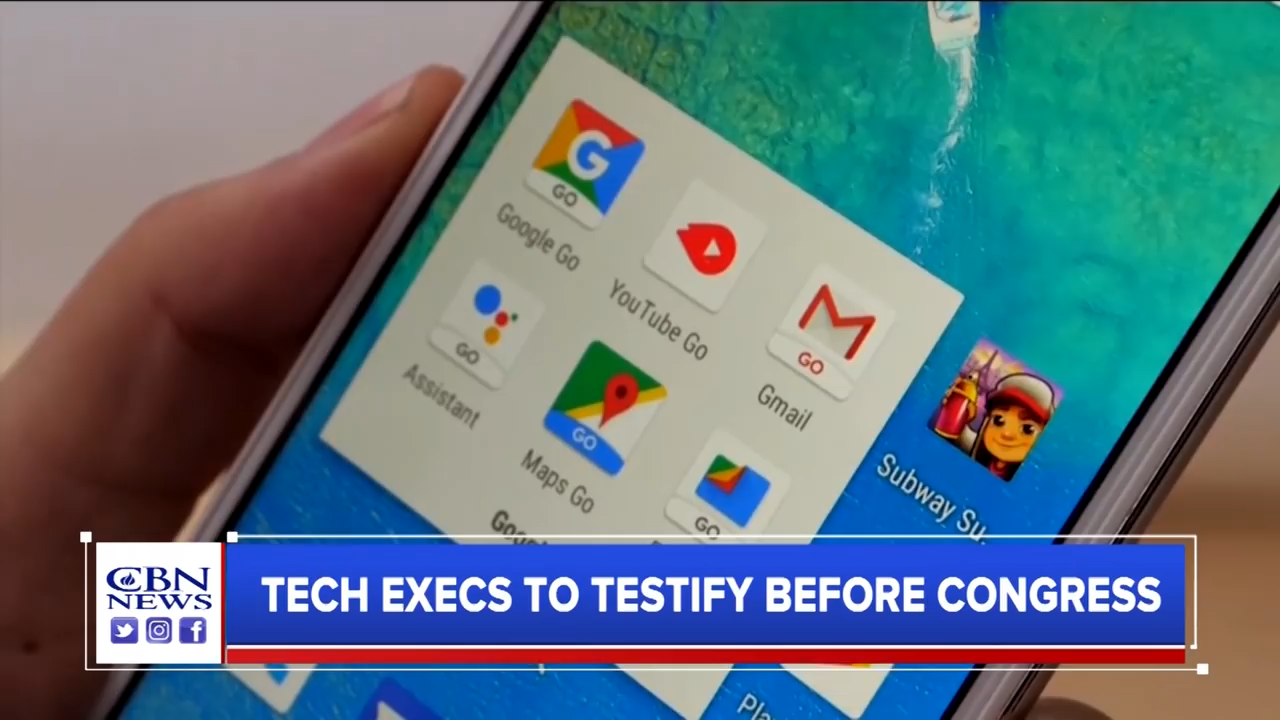 G
GO
Google Go
YouTube Go
GO
Gmail
GO
Assistant
GO
Maps Go
GO
Subway Su..
CBN
NEWS
TECH EXECS TO TESTIFY BEFORE CONGRESS